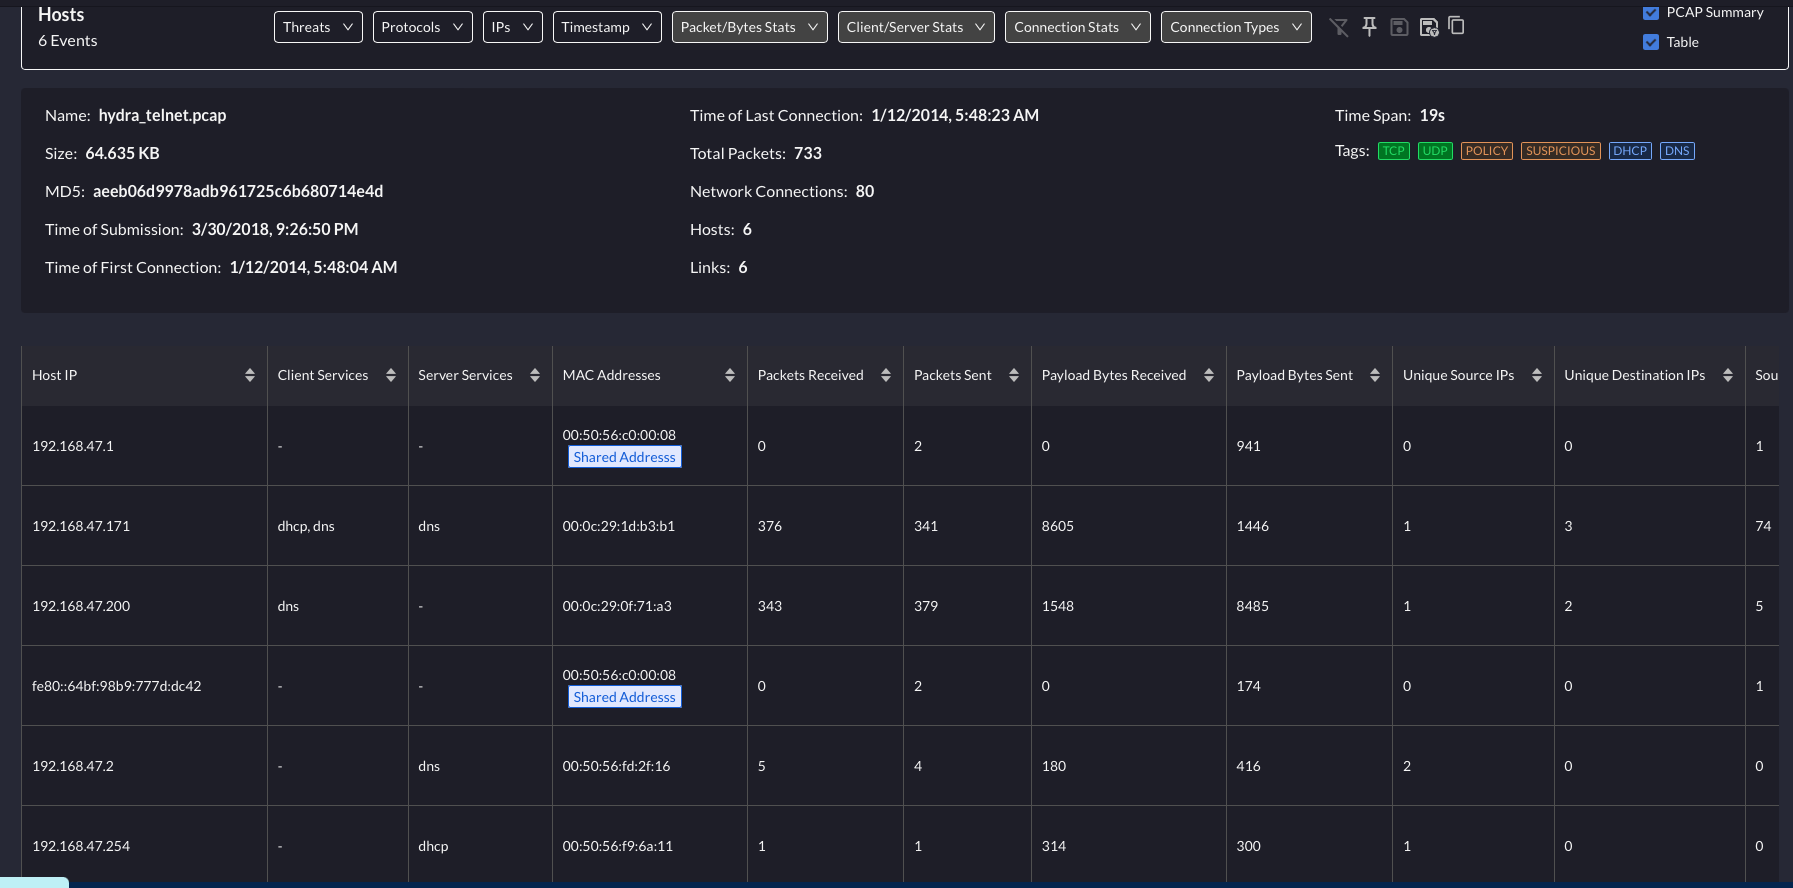 Hosts
6 Events
Threats Protocols IPs Timestamp Packet/Bytes Stats Client/Server Stats Connection Stats Connection Types
PCAP Summary
Table
Name: hydra_telnet.pcap
Size: 64.635 KB
MD5: aeeb06d9978adb961725c6b680714e4d
Time of Submission: 3/30/2018, 9:26:50 PM
Time of First Connection: 1/12/2014, 5:48:04 AM
Time of Last Connection: 1/12/2014, 5:48:23 AM
Total Packets: 733
Network Connections: 80
Hosts: 6
Links: 6
Time Span: 19s
Tags: TCP UDP POLICY SUSPICIOUS DHCP DNS
Host IP Client Services Server Services MAC Addresses Packets Received Packets Sent Payload Bytes Received Payload Bytes Sent Unique Source IPs Unique Destination IPs Sou
192.168.47.1 - - 00:50:56:c0:00:08 Shared Addresss 0 2 0 941 0 0 1
192.168.47.171 dhcp, dns dns 00:0c:29:1d:b3:b1 376 341 8605 1446 1 3 74
192.168.47.200 dns - 00:0c:29:0f:71:a3 343 379 1548 8485 1 2 5
fe80::64bf:98b9:777d:dc42 - - 00:50:56:c0:00:08 Shared Addresss 0 2 0 174 0 0 1
192.168.47.2 - dns 00:50:56:fd:2f:16 5 4 180 416 2 0 0
192.168.47.254 - dhcp 00:50:56:f9:6a:11 1 1 314 300 1 0 0